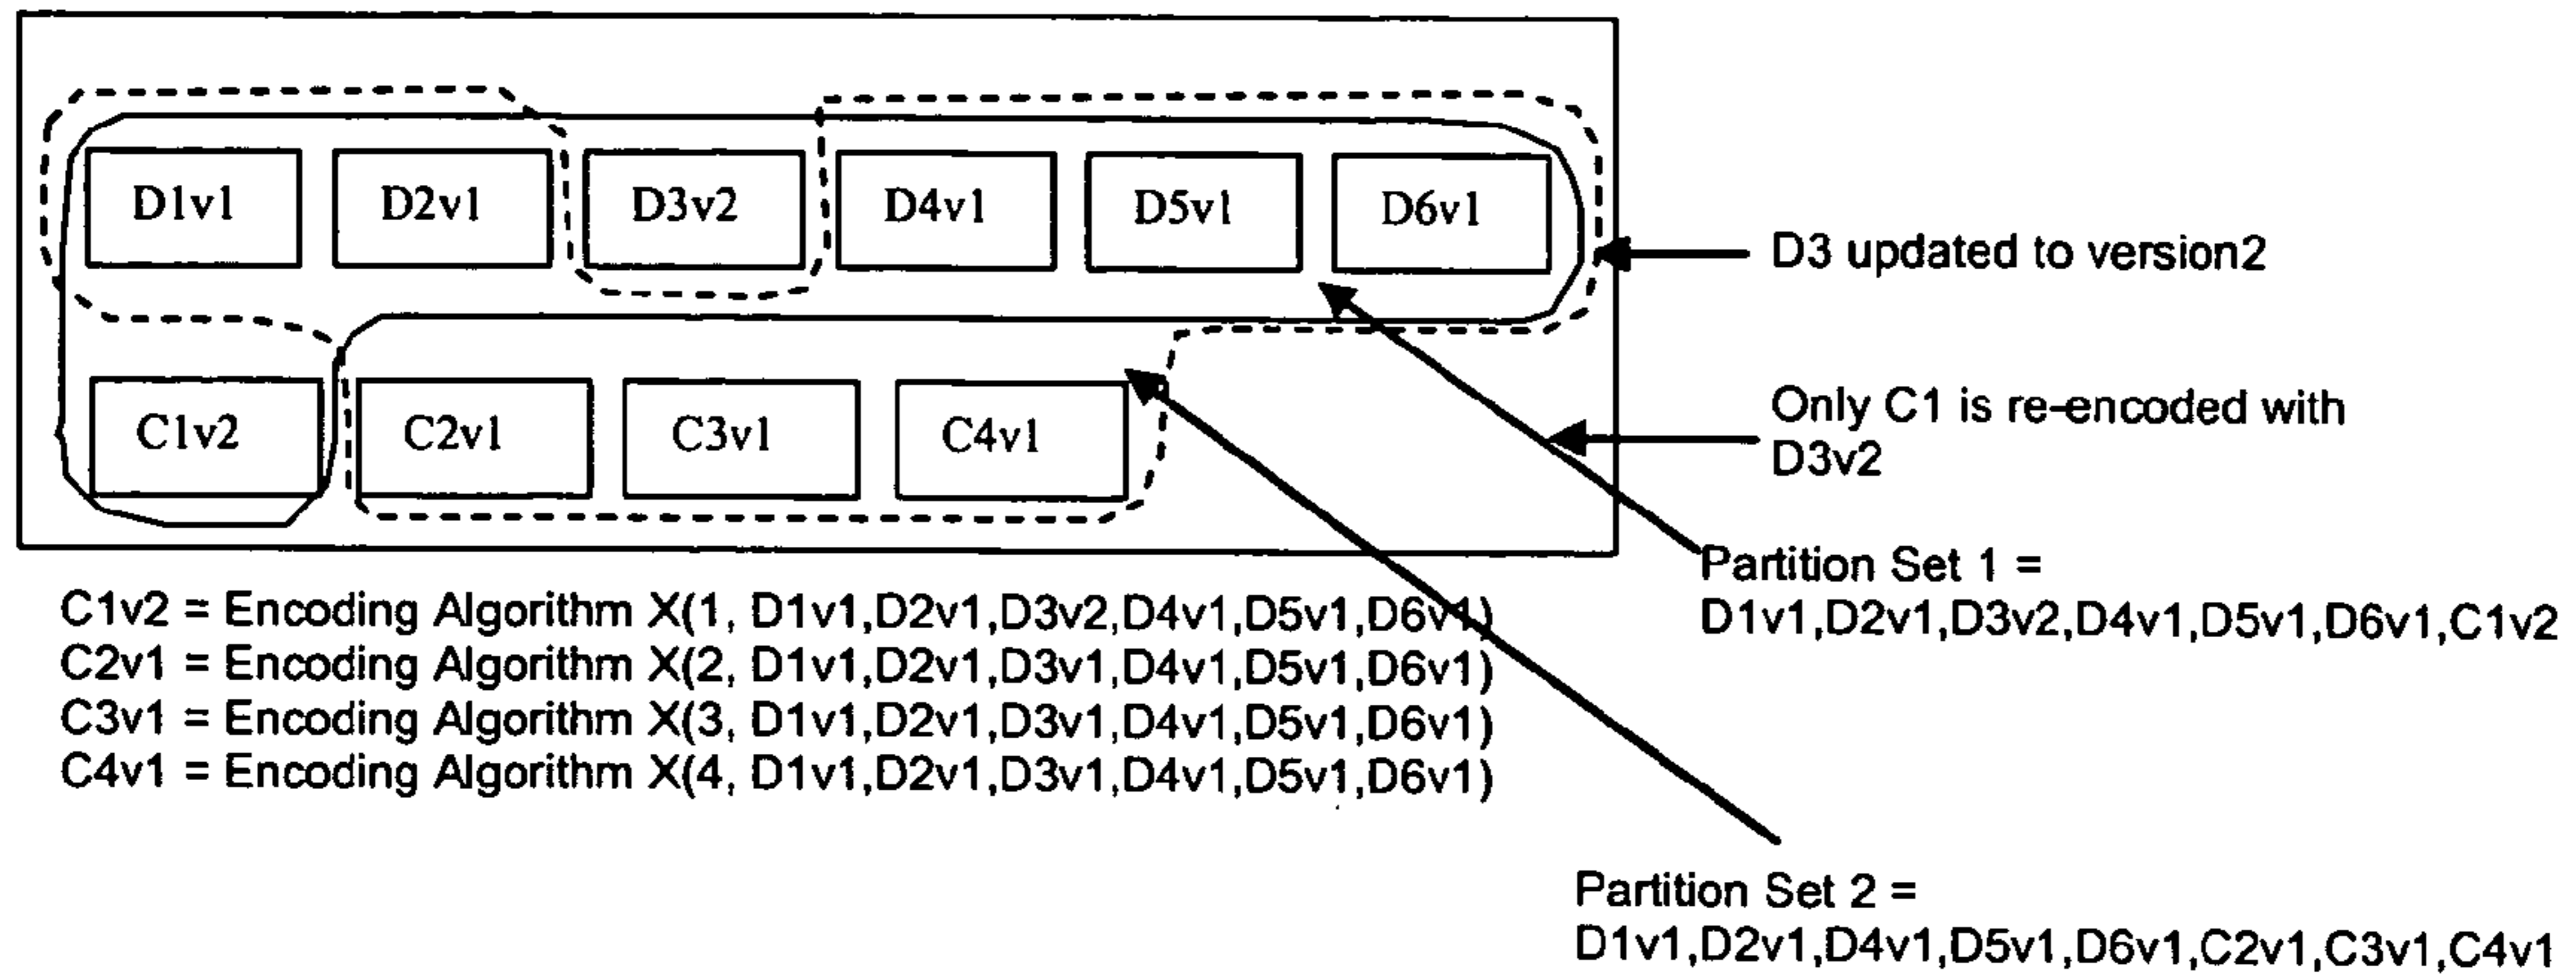 D1v1 D2v1 D3v2 D4v1 D5v1 D6v1
D3 updated to version2
C1v2 C2v1 C3v1 C4v1
Only C1 is re-encoded with
D3v2
Partition Set 1 =
D1v1,D2v1,D3v2,D4v1,D5v1,D6v1,C1v2
C1v2 = Encoding Algorithm X(1, D1v1,D2v1,D3v2,D4v1,D5v1,D6v1)
C2v1 = Encoding Algorithm X(2, D1v1,D2v1,D3v1,D4v1,D5v1,D6v1)
C3v1 = Encoding Algorithm X(3, D1v1,D2v1,D3v1,D4v1,D5v1,D6v1)
C4v1 = Encoding Algorithm X(4, D1v1,D2v1,D3v1,D4v1,D5v1,D6v1)
Partition Set 2 =
D1v1,D2v1,D4v1,D5v1,D6v1,C2v1,C3v1,C4v1